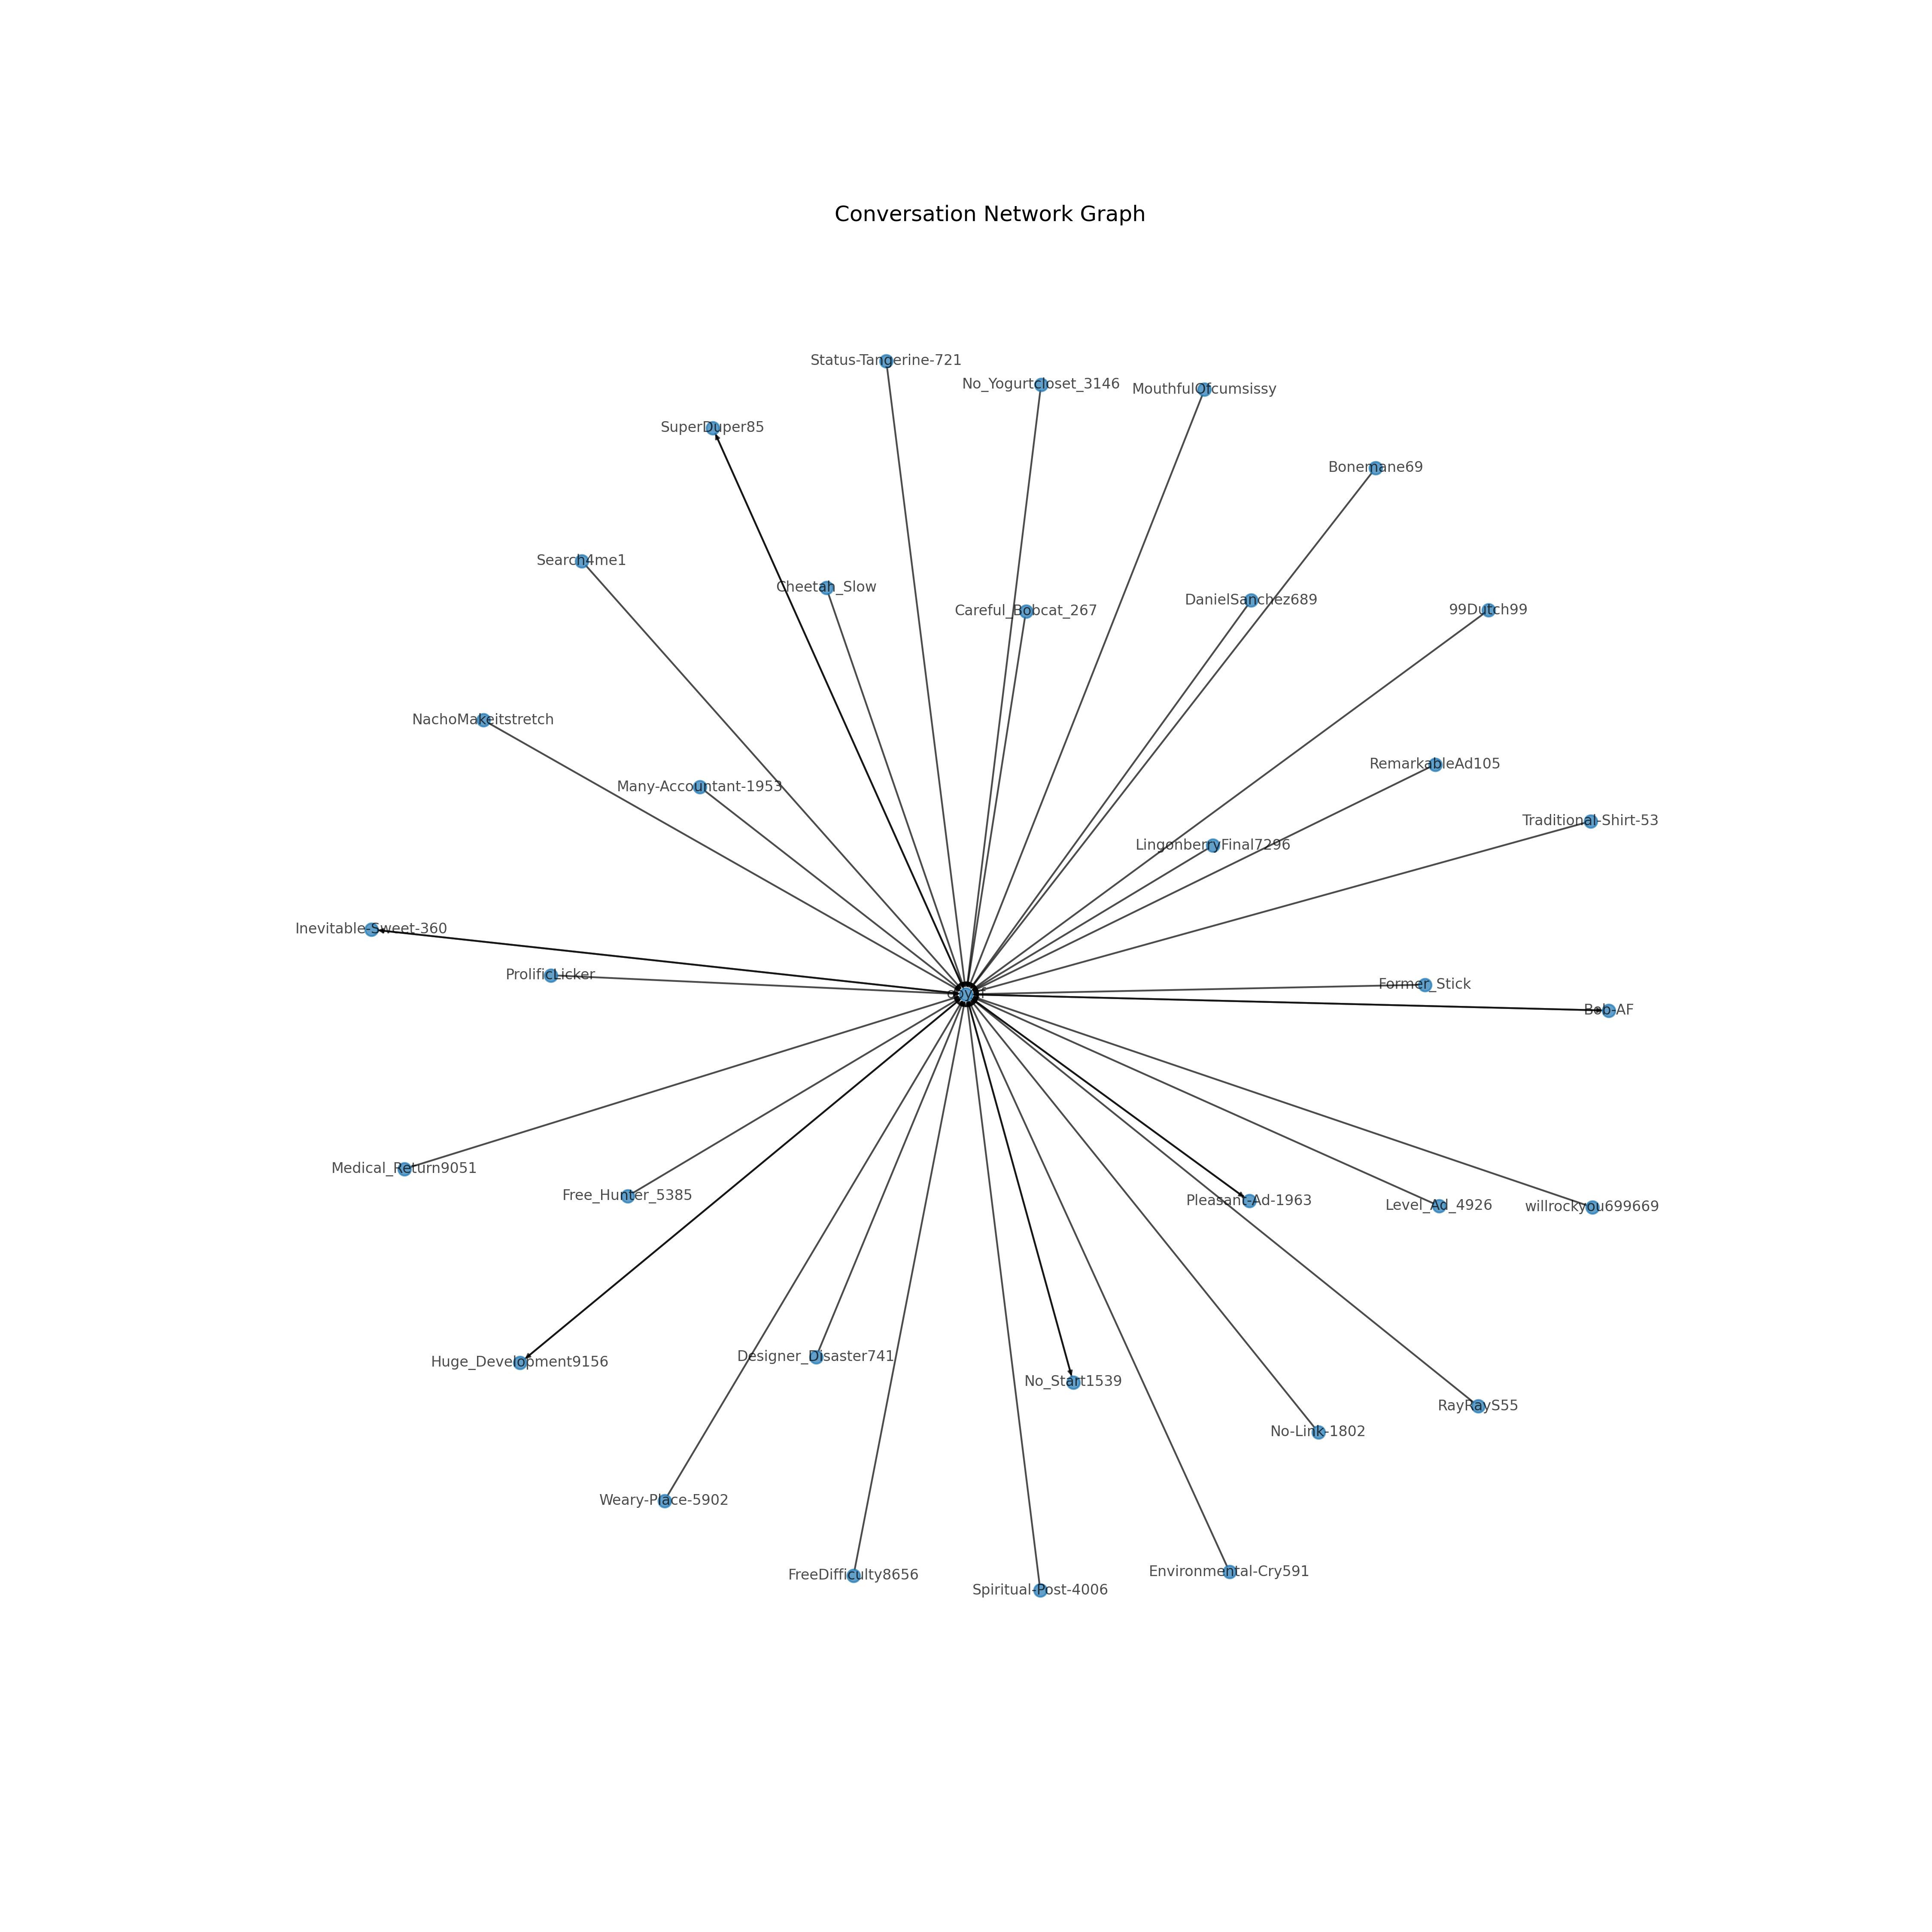 Conversation Network Graph
Status-Tangerine-721
No_Yogurtcloset_3146
MouthfulOfcumsissy
SuperDuper85
Bonemane69
Search4me1
Cheetah_Slow
Careful_Bobcat_267
DanielSanchez689
99Dutch99
NachoMakeitstretch
RemarkableAd105
Many-Accountant-1953
Traditional-Shirt-53
LingonberryFinal7296
Inevitable-Sweet-360
ProlificLicker
Former_Stick
Bob-AF
Medical_Return9051
Free_Hunter_5385
Pleasant-Ad-1963
Level_Ad_4926
willrockyou699669
Huge_Development9156
Designer_Disaster741
No_Start1539
RayRayS55
No-Link-1802
Weary-Place-5902
FreeDifficulty8656
Spiritual-Post-4006
Environmental-Cry591